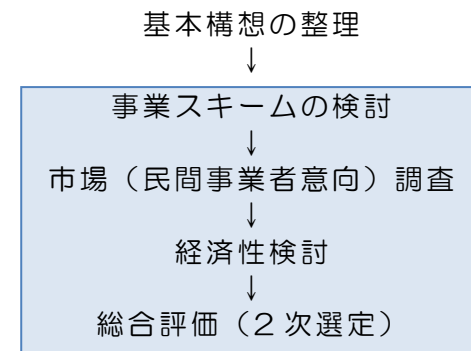 基本構想の整理
↓
事業スキームの検討
↓
市場（民間事業者意向）調査
↓
経済性検討
↓
総合評価（２次選定）